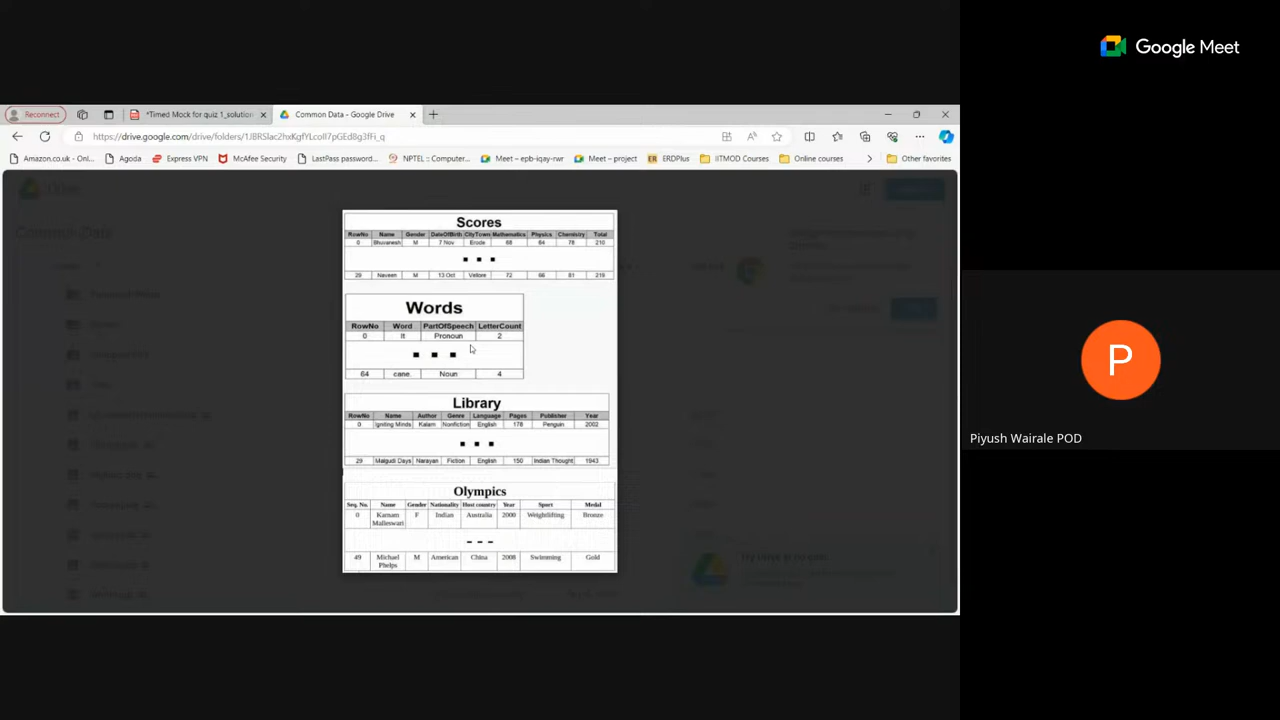 Google Meet
Reconnect
*Timed Mock for quiz 1_solution
Common Data - Google Drive
https://drive.google.com/drive/folders/
Amazon.co.uk - Onl...
Agoda
Express VPN
McAfee Security
LastPass password...
NPTEL :: Computer...
Meet – epb-iqay-rwr
Meet – project
ER ERDPlus
IITMOD Courses
Online courses
Other favorites
Scores
RowNo Name Gender DateOfBirth CityTown Mathematics Physics Chemistry Total
0 Bhuvanesh M 7 Nov Erode 68 64 78 210
29 Naveen M 13 Oct Vellore 72 66 81 219
Words
RowNo Word PartOfSpeech LetterCount
0 It Pronoun 2
64 cane. Noun 4
Library
RowNo Name Author Genre Language Pages Publisher Year
0 Igniting Minds Kalam Nonfiction English 178 Penguin 2002
29 Malgudi Days Narayan Fiction English 150 Indian Thought 1943
Olympics
Seq. No. Name Gender Nationality Host country Year Sport Medal
0 Karnam Malleswari F Indian Australia 2000 Weightlifting Bronze
49 Michael Phelps M American China 2008 Swimming Gold
P
Piyush Wairale POD